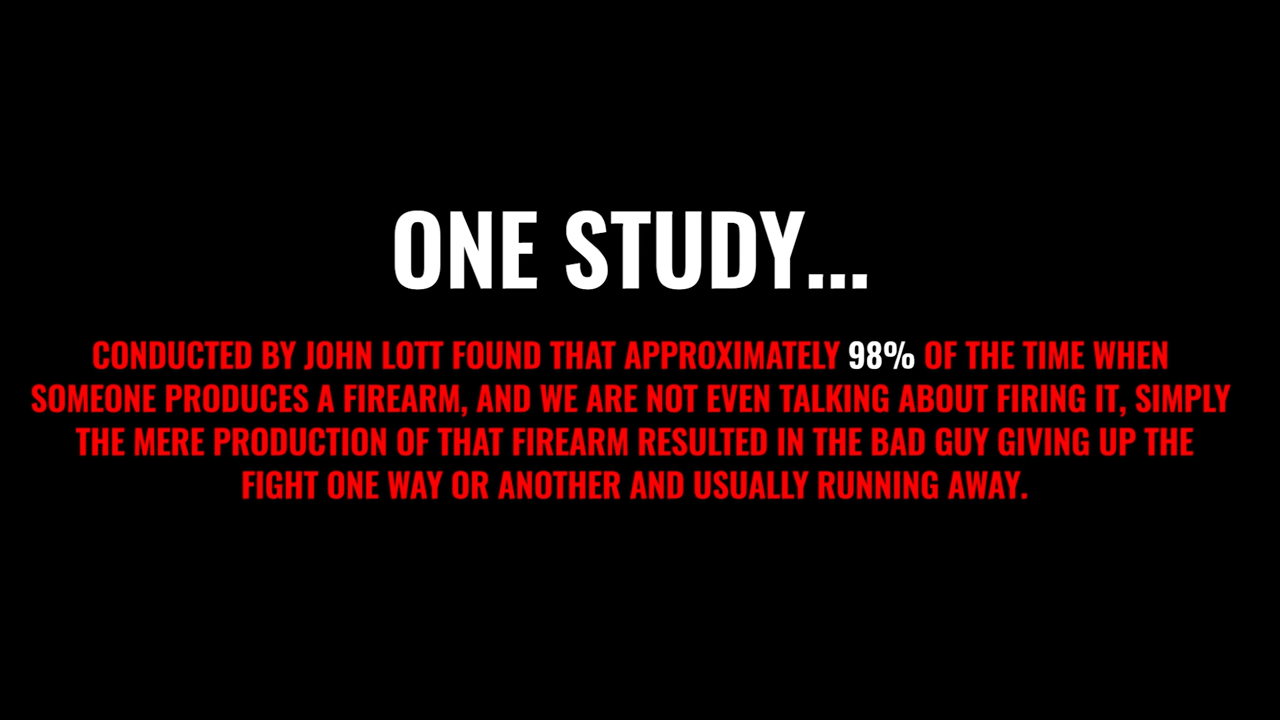 ONE STUDY...
CONDUCTED BY JOHN LOTT FOUND THAT APPROXIMATELY 98% OF THE TIME WHEN
SOMEONE PRODUCES A FIREARM, AND WE ARE NOT EVEN TALKING ABOUT FIRING IT, SIMPLY
THE MERE PRODUCTION OF THAT FIREARM RESULTED IN THE BAD GUY GIVING UP THE
FIGHT ONE WAY OR ANOTHER AND USUALLY RUNNING AWAY.